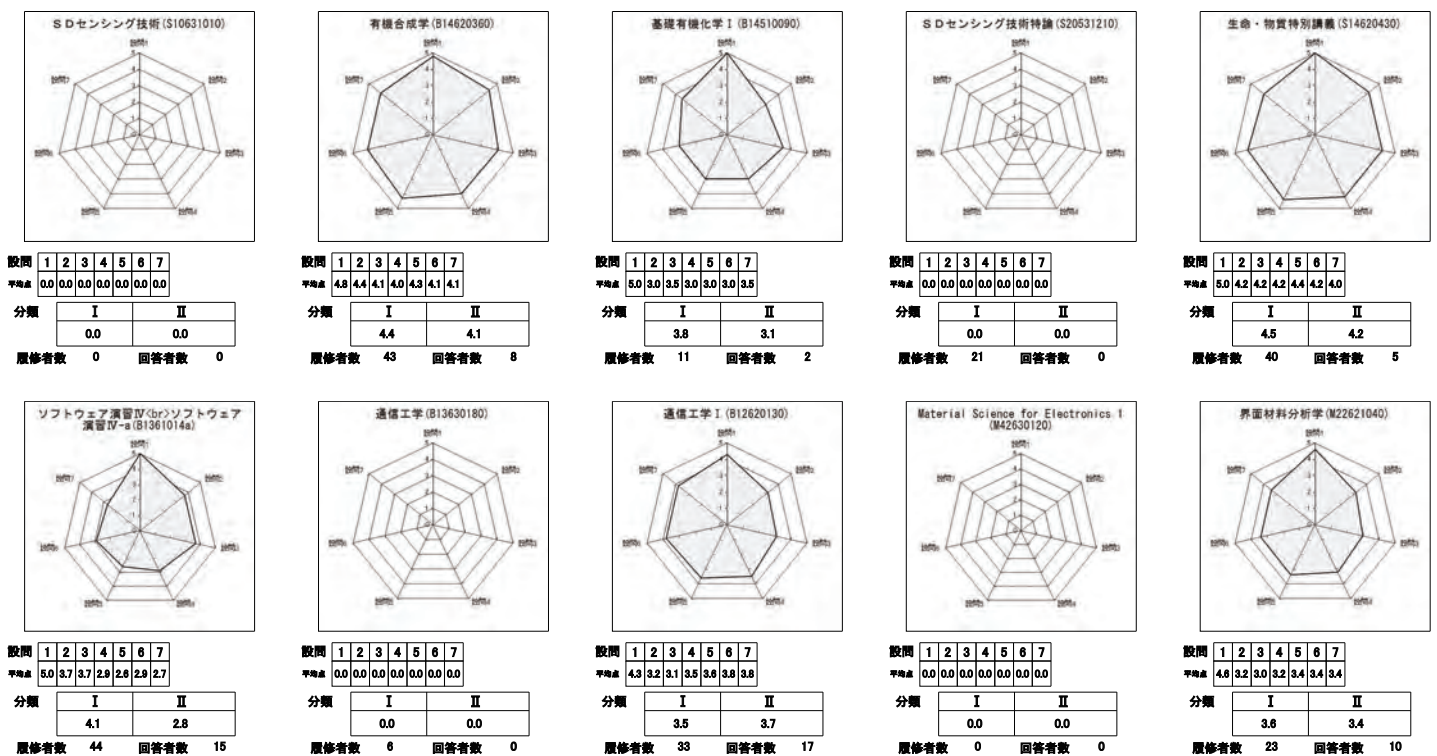 SDセンシング技術(S10631010)
設問 1 2 3 4 5 6 7
平均点 0.0 0.0 0.0 0.0 0.0 0.0 0.0
分類 Ⅰ Ⅱ
0.0 0.0
履修者数 0 回答者数 0
有機合成学(B14620360)
設問 1 2 3 4 5 6 7
平均点 4.8 4.4 4.1 4.0 4.3 4.1 4.1
分類 Ⅰ Ⅱ
4.4 4.1
履修者数 43 回答者数 8
基礎有機化学Ⅰ(B14510090)
設問 1 2 3 4 5 6 7
平均点 5.0 3.0 3.5 3.0 3.0 3.0 3.5
分類 Ⅰ Ⅱ
3.8 3.1
履修者数 11 回答者数 2
SDセンシング技術特論(S20531210)
設問 1 2 3 4 5 6 7
平均点 0.0 0.0 0.0 0.0 0.0 0.0 0.0
分類 Ⅰ Ⅱ
0.0 0.0
履修者数 21 回答者数 0
生命・物質特別講義(S14620430)
設問 1 2 3 4 5 6 7
平均点 5.0 4.2 4.2 4.2 4.4 4.2 4.0
分類 Ⅰ Ⅱ
4.5 4.2
履修者数 40 回答者数 5
ソフトウェア演習Ⅳ<br>ソフトウェア
演習Ⅳ-a(B1361014a)
設問 1 2 3 4 5 6 7
平均点 5.0 3.7 3.7 2.9 2.6 2.9 2.7
分類 Ⅰ Ⅱ
4.1 2.8
履修者数 44 回答者数 15
通信工学(B13630180)
設問 1 2 3 4 5 6 7
平均点 0.0 0.0 0.0 0.0 0.0 0.0 0.0
分類 Ⅰ Ⅱ
0.0 0.0
履修者数 6 回答者数 0
通信工学Ⅰ(B12620130)
設問 1 2 3 4 5 6 7
平均点 4.3 3.2 3.1 3.5 3.6 3.8 3.8
分類 Ⅰ Ⅱ
3.5 3.7
履修者数 33 回答者数 17
Material Science for Electronics 1
(M42630120)
設問 1 2 3 4 5 6 7
平均点 0.0 0.0 0.0 0.0 0.0 0.0 0.0
分類 Ⅰ Ⅱ
0.0 0.0
履修者数 0 回答者数 0
界面材料分析学(M22621040)
設問 1 2 3 4 5 6 7
平均点 4.6 3.2 3.0 3.2 3.4 3.4 3.4
分類 Ⅰ Ⅱ
3.6 3.4
履修者数 23 回答者数 10